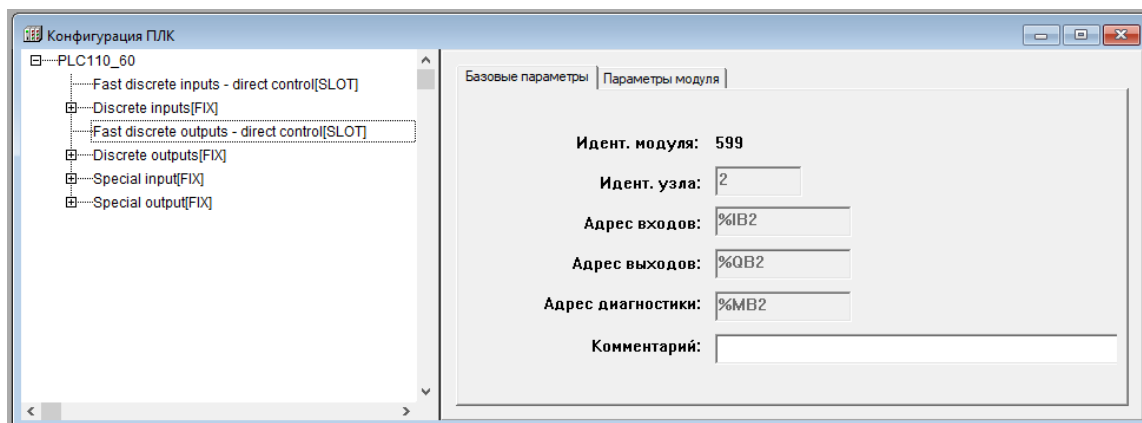 Конфигурация ПЛК
PLC110_60
Fast discrete inputs - direct control[SLOT]
Discrete inputs[FIX]
Fast discrete outputs - direct control[SLOT]
Discrete outputs[FIX]
Special input[FIX]
Special output[FIX]
Базовые параметры Параметры модуля
Идент. модуля: 599
Идент. узла: 2
Адрес входов: %IB2
Адрес выходов: %QB2
Адрес диагностики: %MB2
Комментарий: